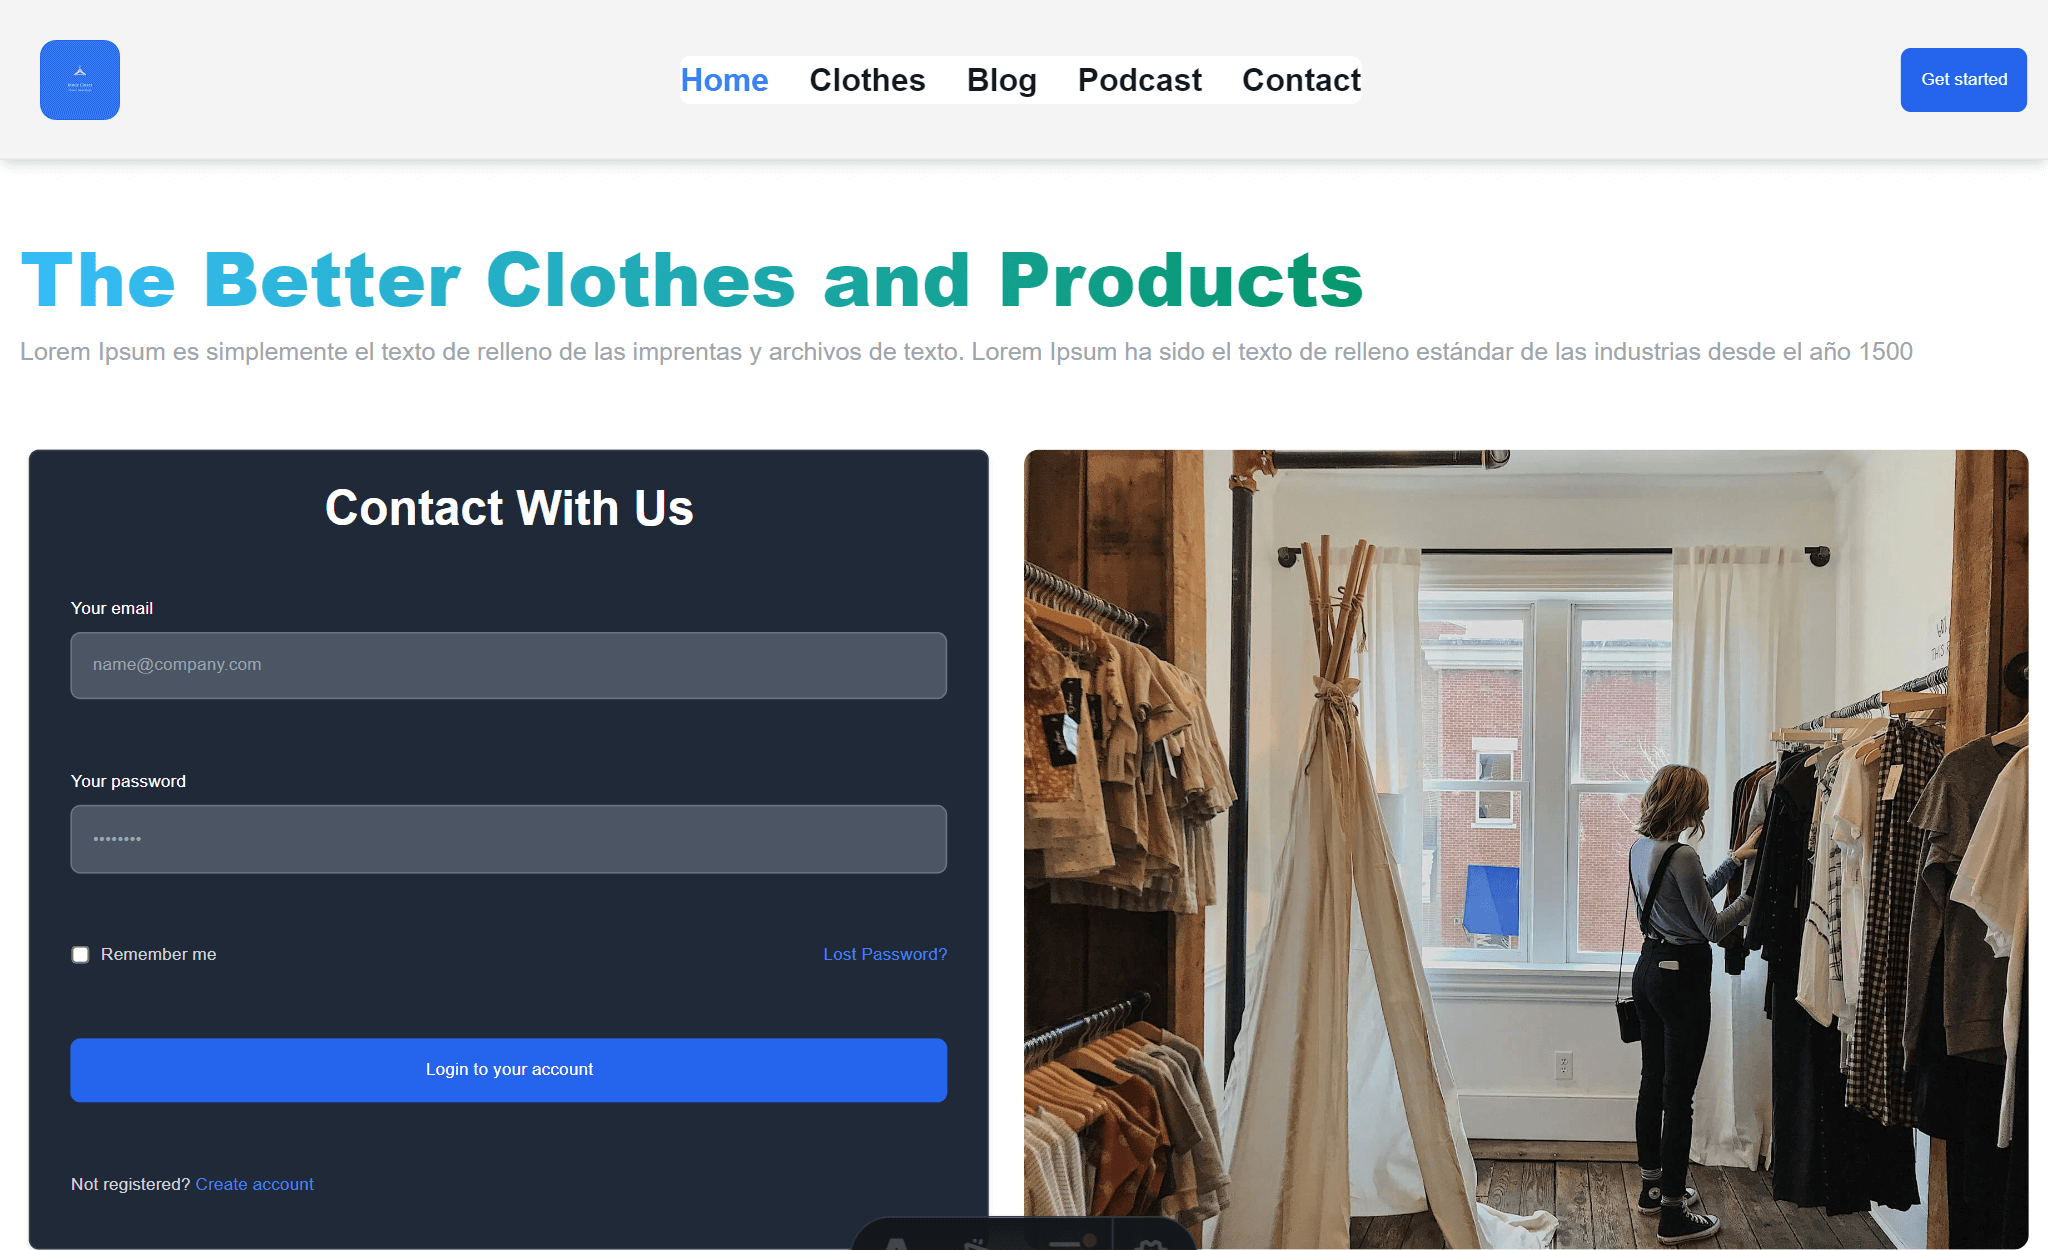 Home Clothes Blog Podcast Contact
Get started
The Better Clothes and Products
Lorem Ipsum es simplemente el texto de relleno de las imprentas y archivos de texto. Lorem Ipsum ha sido el texto de relleno estándar de las industrias desde el año 1500
Contact With Us
Your email
name@company.com
Your password
••••••••
Remember me
Lost Password?
Login to your account
Not registered? Create account